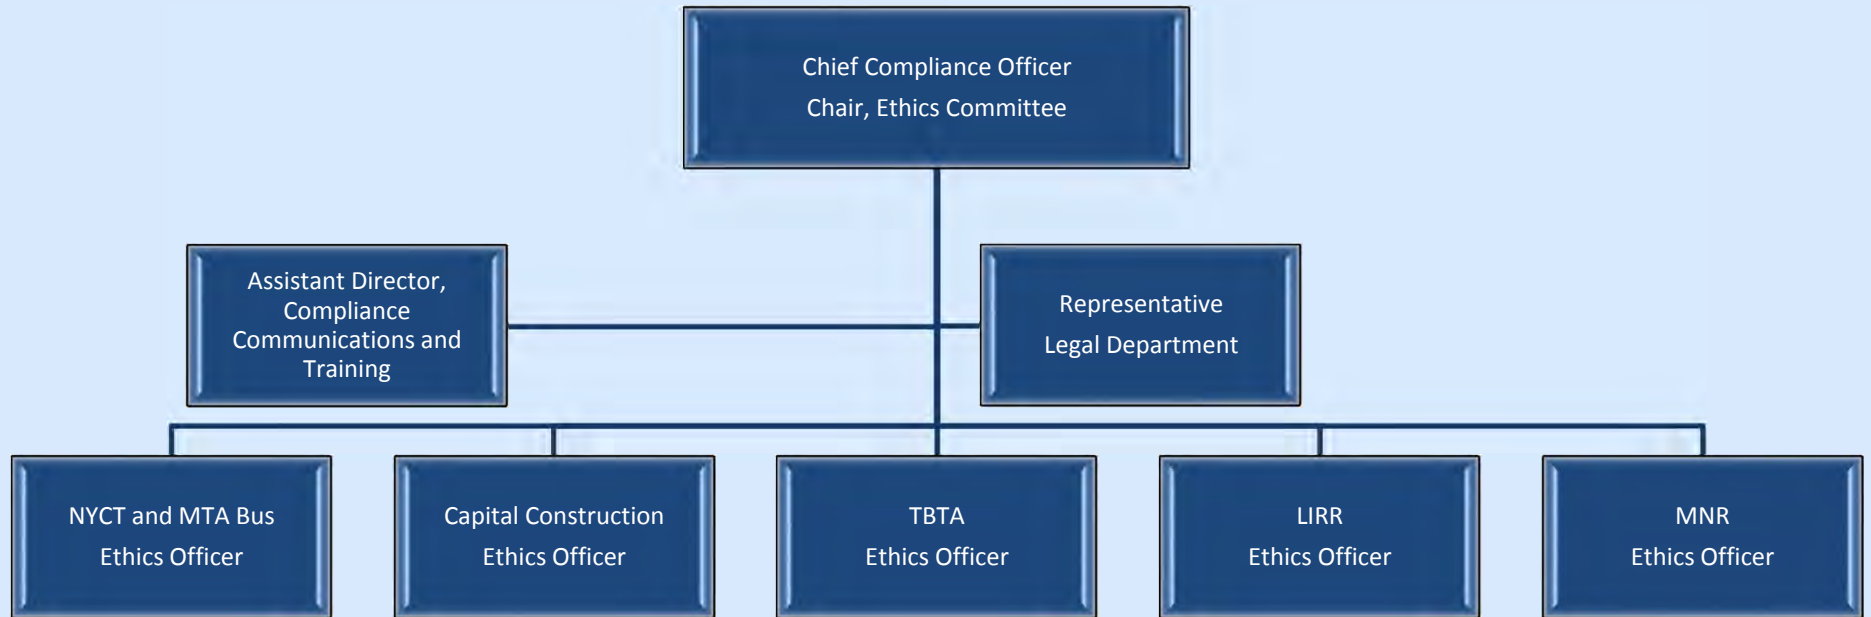 Chief Compliance Officer
Chair, Ethics Committee
Assistant Director,
Compliance
Communications and
Training
Representative
Legal Department
NYCT and MTA Bus
Ethics Officer
Capital Construction
Ethics Officer
TBTA
Ethics Officer
LIRR
Ethics Officer
MNR
Ethics Officer